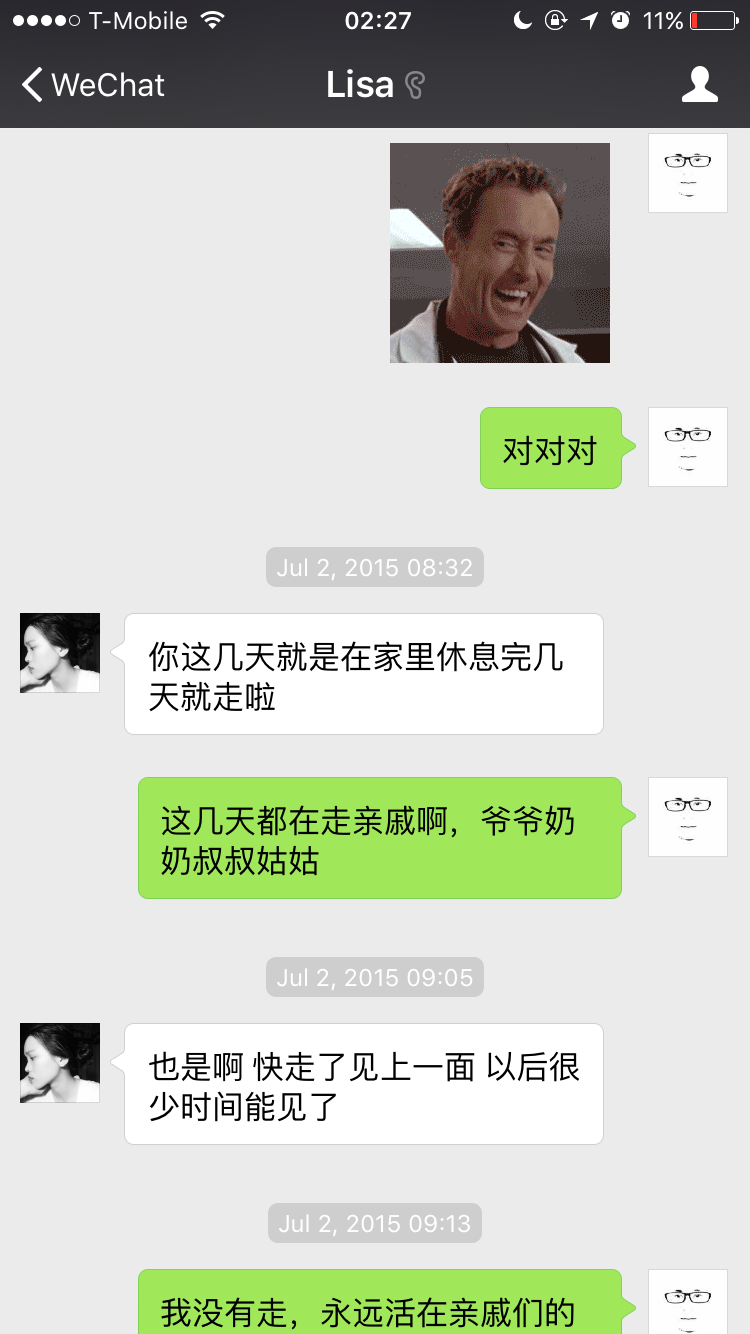 T-Mobile 02:27 11%
WeChat Lisa
对对对
Jul 2, 2015 08:32
你这几天就是在家里休息完几
天就走啦
这几天都在走亲戚啊，爷爷奶
奶叔叔姑姑
Jul 2, 2015 09:05
也是啊 快走了见上一面 以后很
少时间能见了
Jul 2, 2015 09:13
我没有走，永远活在亲戚们的